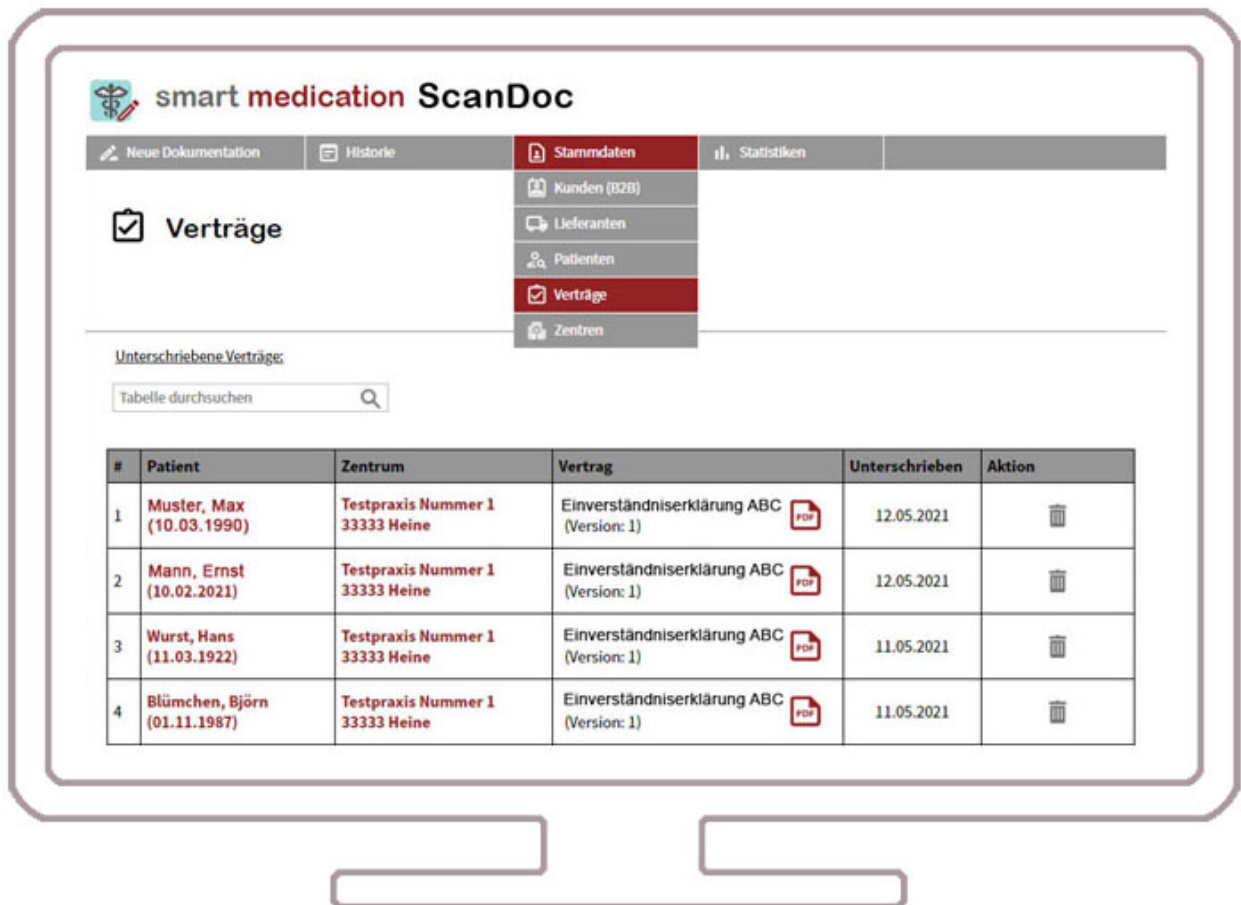 smart medication ScanDoc
Neue Dokumentation Historie Stammdaten Statistiken
Kunden (B2B)
Lieferanten
Patienten
Verträge
Zentren
Verträge
Unterschriebene Verträge:
Tabelle durchsuchen
# Patient Zentrum Vertrag Unterschrieben Aktion
1 Muster, Max Testpraxis Nummer 1 Einverständniserklärung ABC PDF 12.05.2021
(10.03.1990) 33333 Heine (Version: 1)
2 Mann, Ernst Testpraxis Nummer 1 Einverständniserklärung ABC PDF 12.05.2021
(10.02.2021) 33333 Heine (Version: 1)
3 Wurst, Hans Testpraxis Nummer 1 Einverständniserklärung ABC PDF 11.05.2021
(11.03.1922) 33333 Heine (Version: 1)
4 Blümchen, Björn Testpraxis Nummer 1 Einverständniserklärung ABC PDF 11.05.2021
(01.11.1987) 33333 Heine (Version: 1)